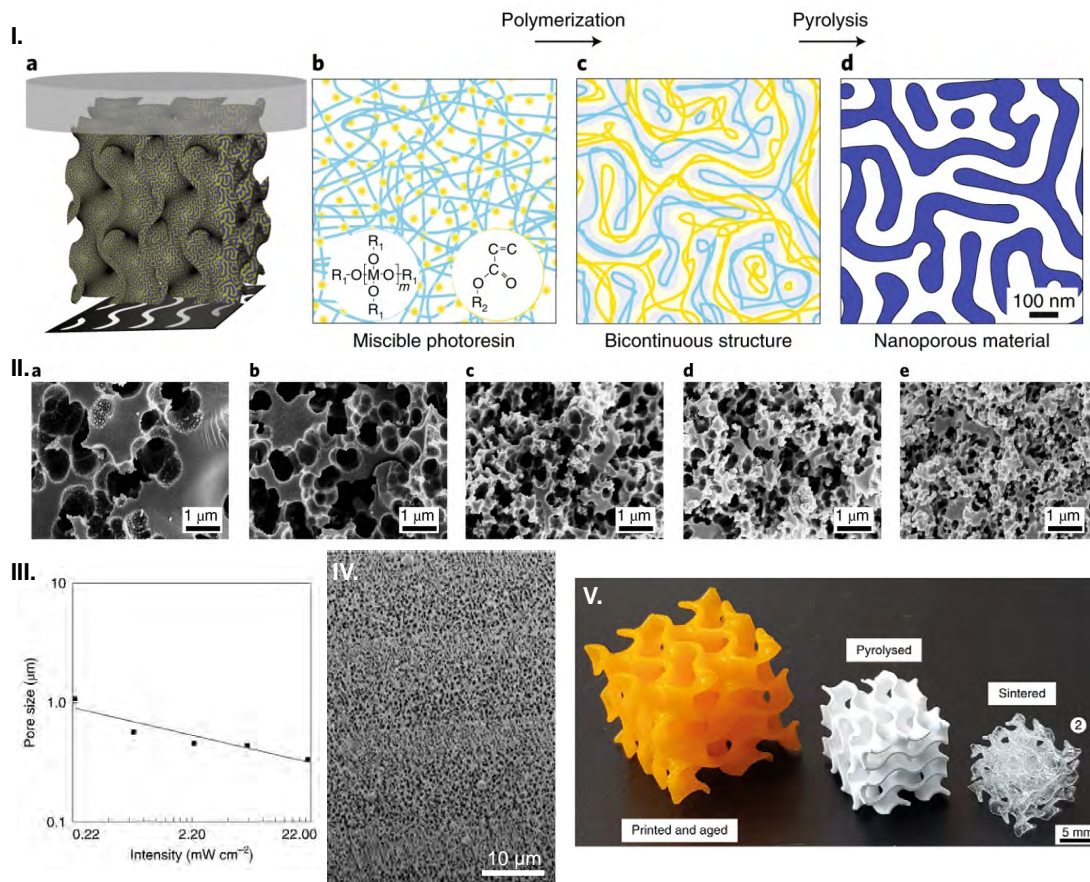 Polymerization
Pyrolysis
I.
a
b
c
d
R1
O
R1-O[M-O]mR1
O
R1
C=C
C
O
O
R2
100 nm
Miscible photoresin
Bicontinuous structure
Nanoporous material
II.
a
b
c
d
e
1 μm
1 μm
1 μm
1 μm
1 μm
III.
10
1.0
0.1
Pore size (μm)
0.22
2.20
22.00
Intensity (mW cm⁻²)
IV.
10 μm
V.
Printed and aged
Pyrolysed
Sintered
2
5 mm